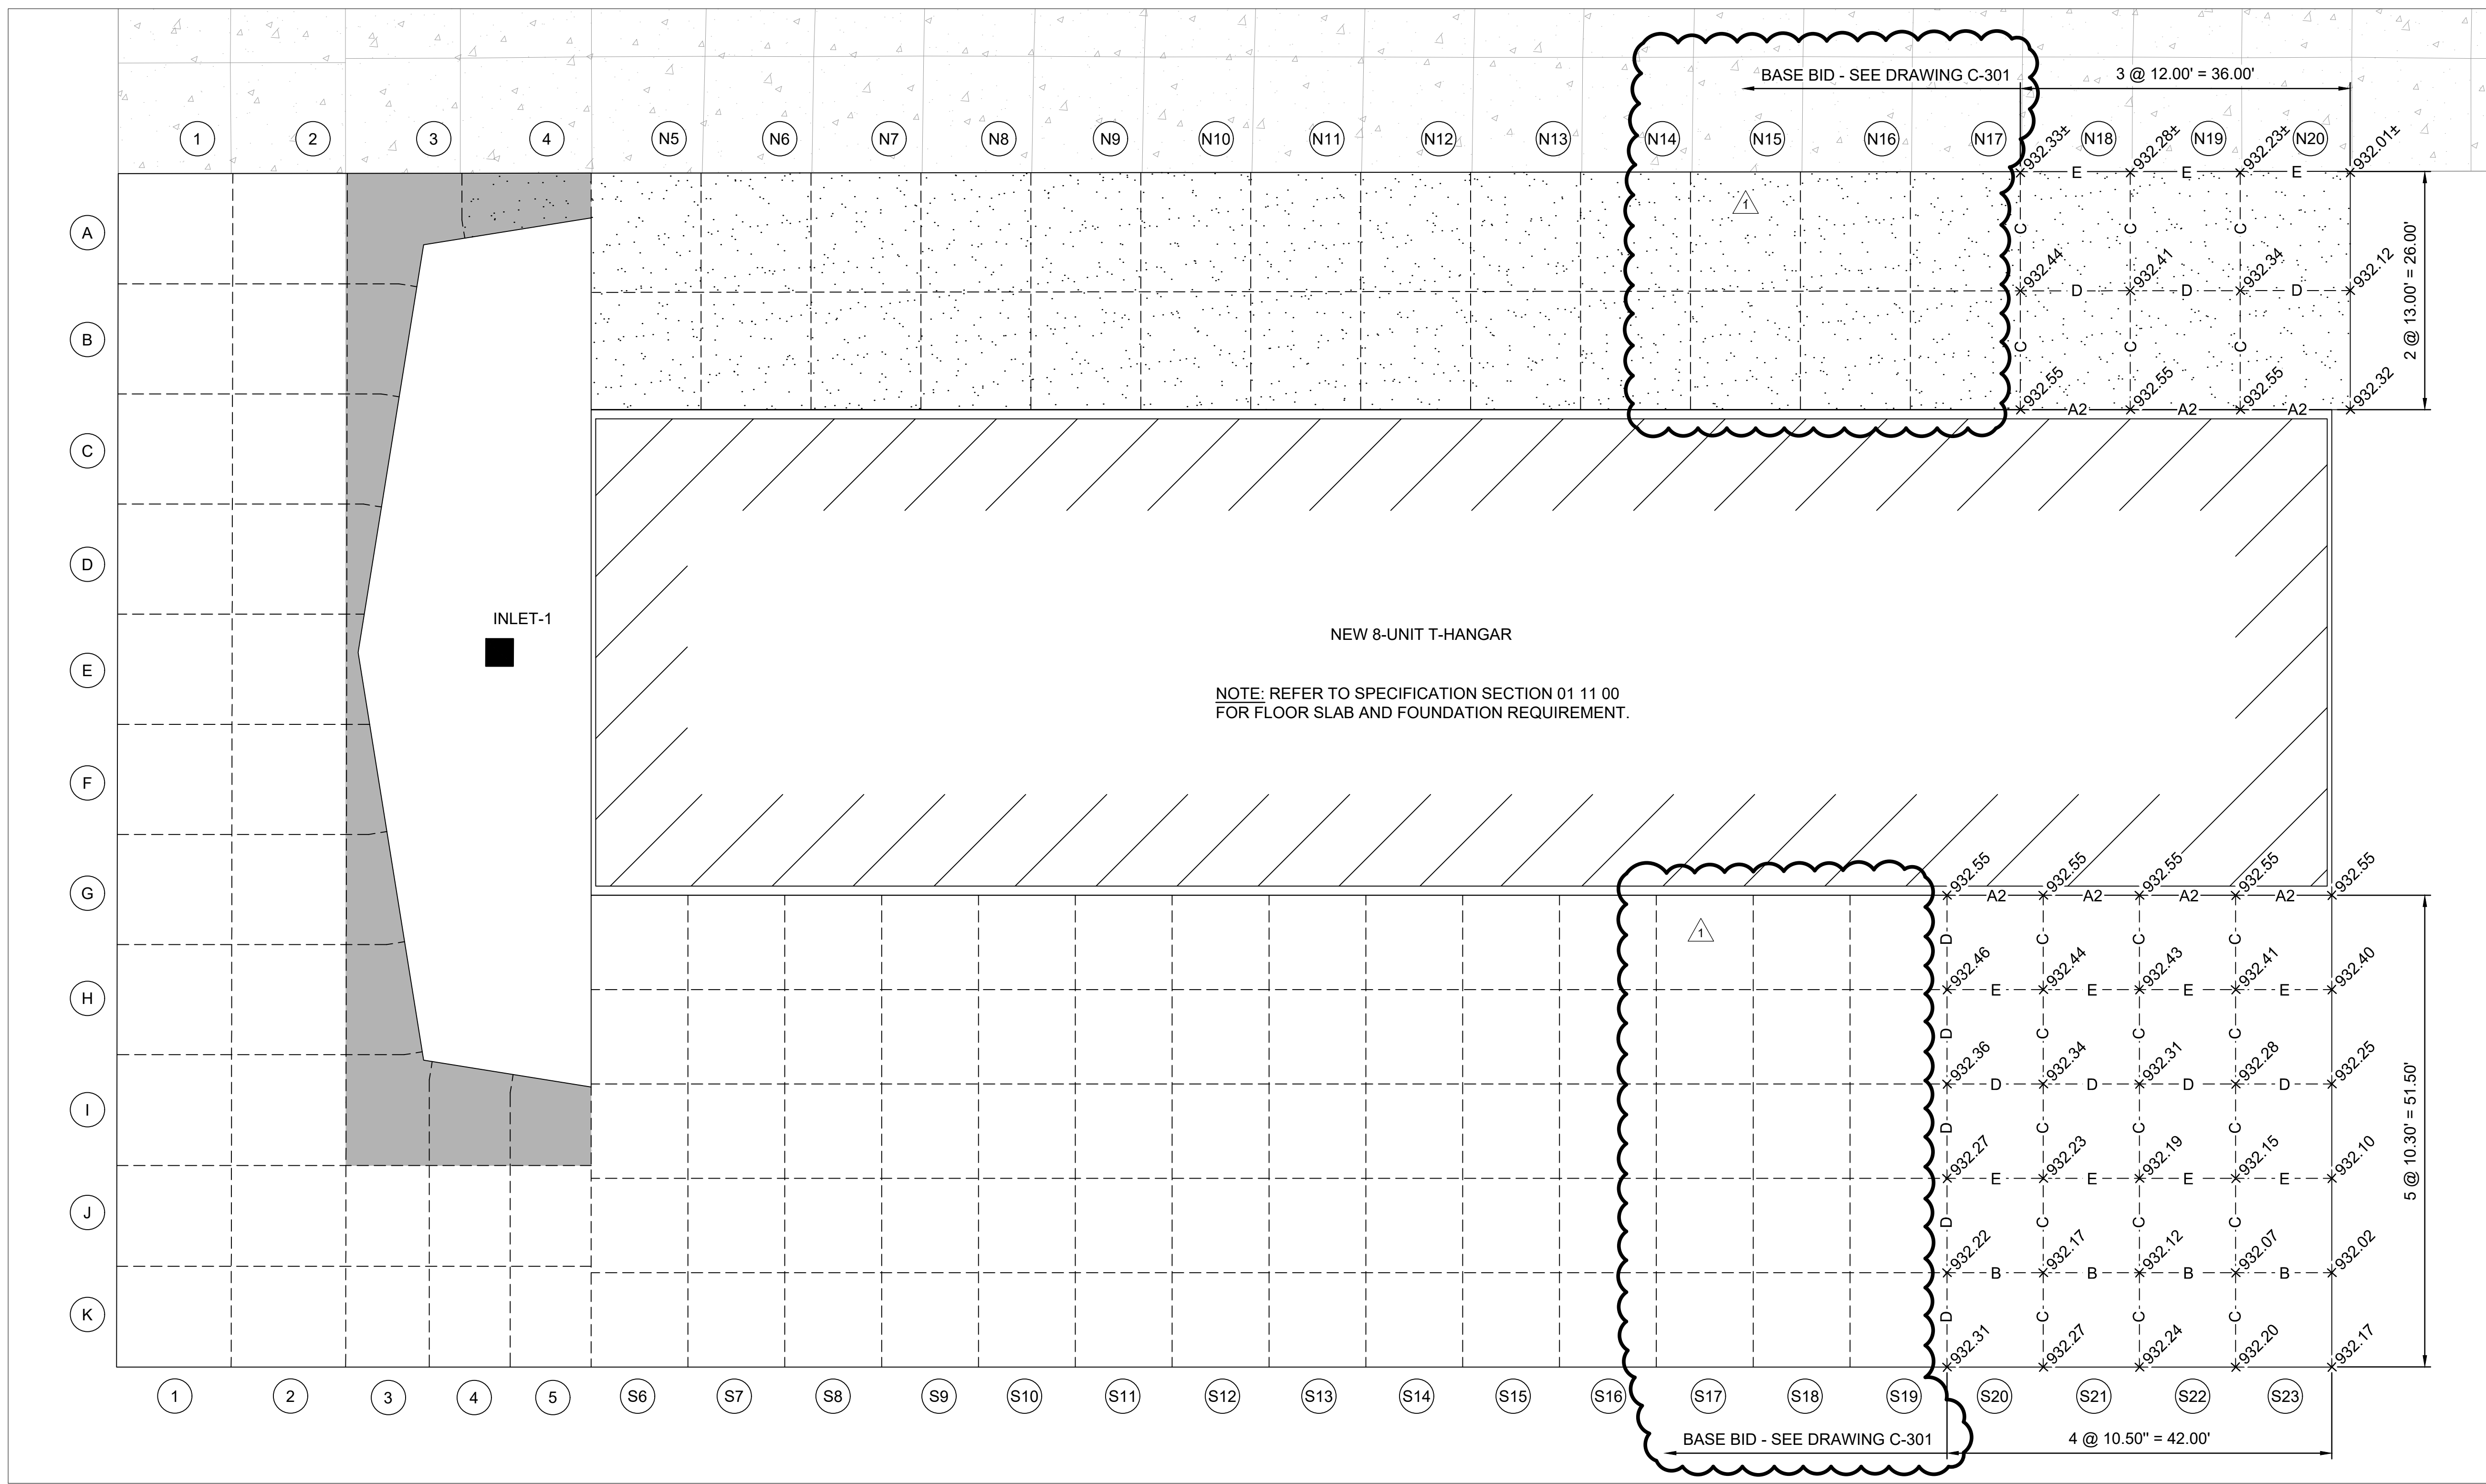 BASE BID - SEE DRAWING C-301
3 @ 12.00' = 36.00'
1 2 3 4 N5 N6 N7 N8 N9 N10 N11 N12 N13 N14 N15 N16 N17 N18 N19 N20
932.33± 932.28± 932.23± 932.01±
E E E
A
1
C C C
2 @ 13.00' = 26.00'
932.44 932.41 932.34 932.12
D D D
B
C C C
932.55 932.55 932.55 932.32
A2 A2 A2
C
D
INLET-1
NEW 8-UNIT T-HANGAR
E
NOTE: REFER TO SPECIFICATION SECTION 01 11 00
FOR FLOOR SLAB AND FOUNDATION REQUIREMENT.
F
932.55 932.55 932.55 932.55 932.55
G
A2 A2 A2 A2
1
D C C C
932.46 932.44 932.43 932.41 932.40
H
E E E E
D C C C
932.36 932.34 932.31 932.28 932.25
D D D D
I
D C C C
5 @ 10.30' = 51.50'
932.27 932.23 932.19 932.15 932.10
E E E E
J
D C C C
932.22 932.17 932.12 932.07 932.02
B B B B
K
D C C C
932.31 932.27 932.24 932.20 932.17
1 2 3 4 5 S6 S7 S8 S9 S10 S11 S12 S13 S14 S15 S16 S17 S18 S19 S20 S21 S22 S23
BASE BID - SEE DRAWING C-301
4 @ 10.50" = 42.00'